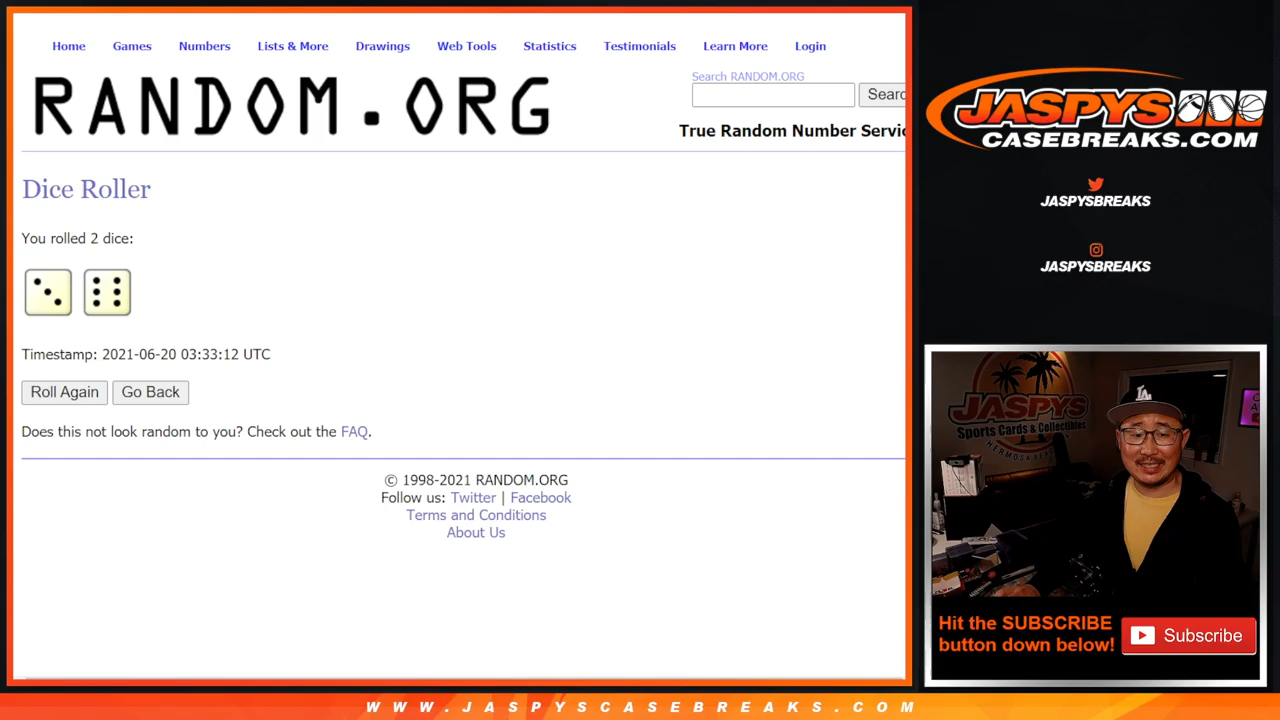 Home Games Numbers Lists & More Drawings Web Tools Statistics Testimonials Learn More Login
RANDOM.ORG
Search RANDOM.ORG
Searc
True Random Number Servic
Dice Roller
You rolled 2 dice:
Timestamp: 2021-06-20 03:33:12 UTC
Roll Again Go Back
Does this not look random to you? Check out the FAQ.
© 1998-2021 RANDOM.ORG
Follow us: Twitter | Facebook
Terms and Conditions
About Us
JASPYS
CASEBREAKS.COM
JASPYSBREAKS
JASPYSBREAKS
JASPYS
Sports Cards & Collectibles
LA
Hit the SUBSCRIBE
button down below!
Subscribe
WWW.JASPYSCASEBREAKS.COM